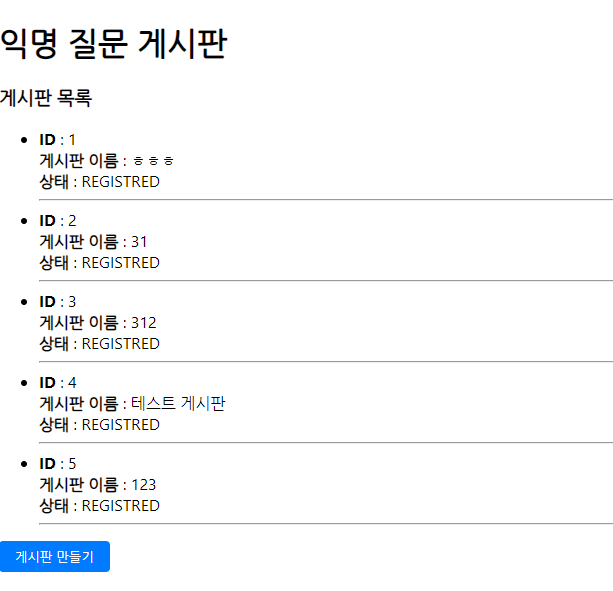 익명 질문 게시판
게시판 목록
ID : 1
게시판 이름 : ㅎㅎㅎ
상태 : REGISTRED
ID : 2
게시판 이름 : 31
상태 : REGISTRED
ID : 3
게시판 이름 : 312
상태 : REGISTRED
ID : 4
게시판 이름 : 테스트 게시판
상태 : REGISTRED
ID : 5
게시판 이름 : 123
상태 : REGISTRED
게시판 만들기